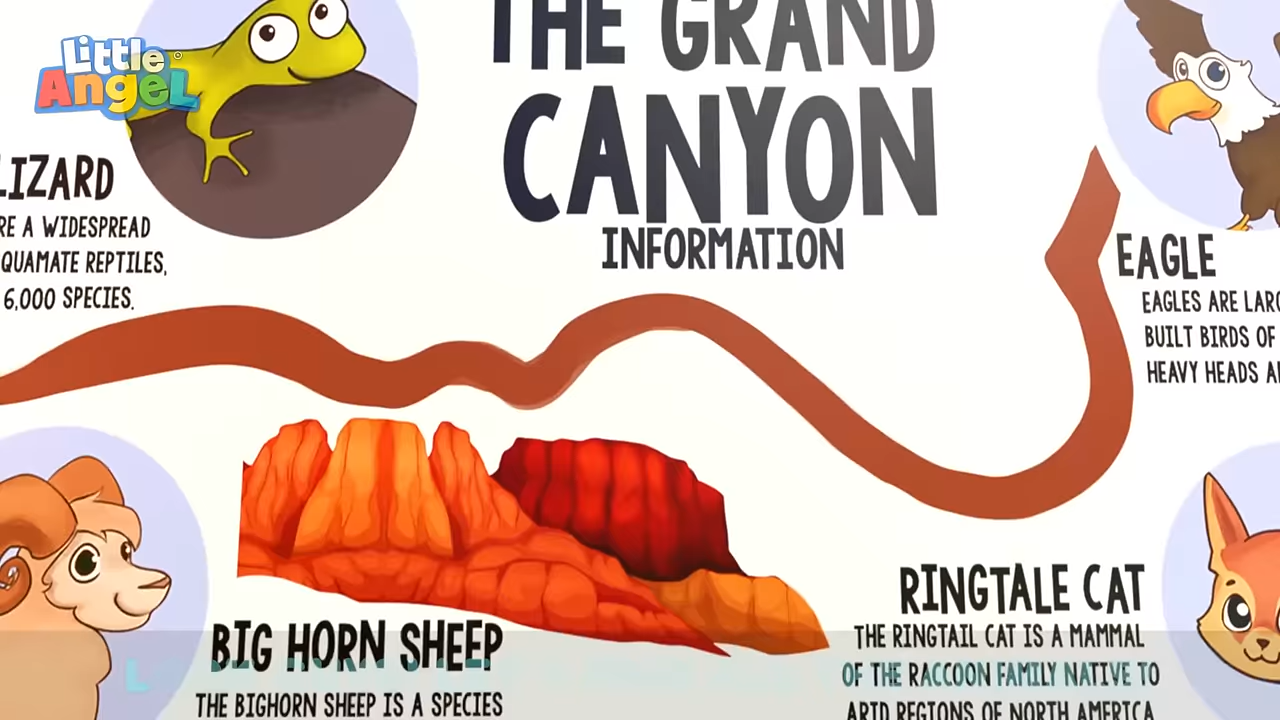 Little
Angel
THE GRAND
CANYON
INFORMATION
LIZARD
RE A WIDESPREAD
QUAMATE REPTILES,
6,000 SPECIES.
EAGLE
EAGLES ARE LARG
BUILT BIRDS OF
HEAVY HEADS A
BIG HORN SHEEP
THE BIGHORN SHEEP IS A SPECIES
RINGTALE CAT
THE RINGTAIL CAT IS A MAMMAL
OF THE RACCOON FAMILY NATIVE TO
ARID REGIONS OF NORTH AMERICA